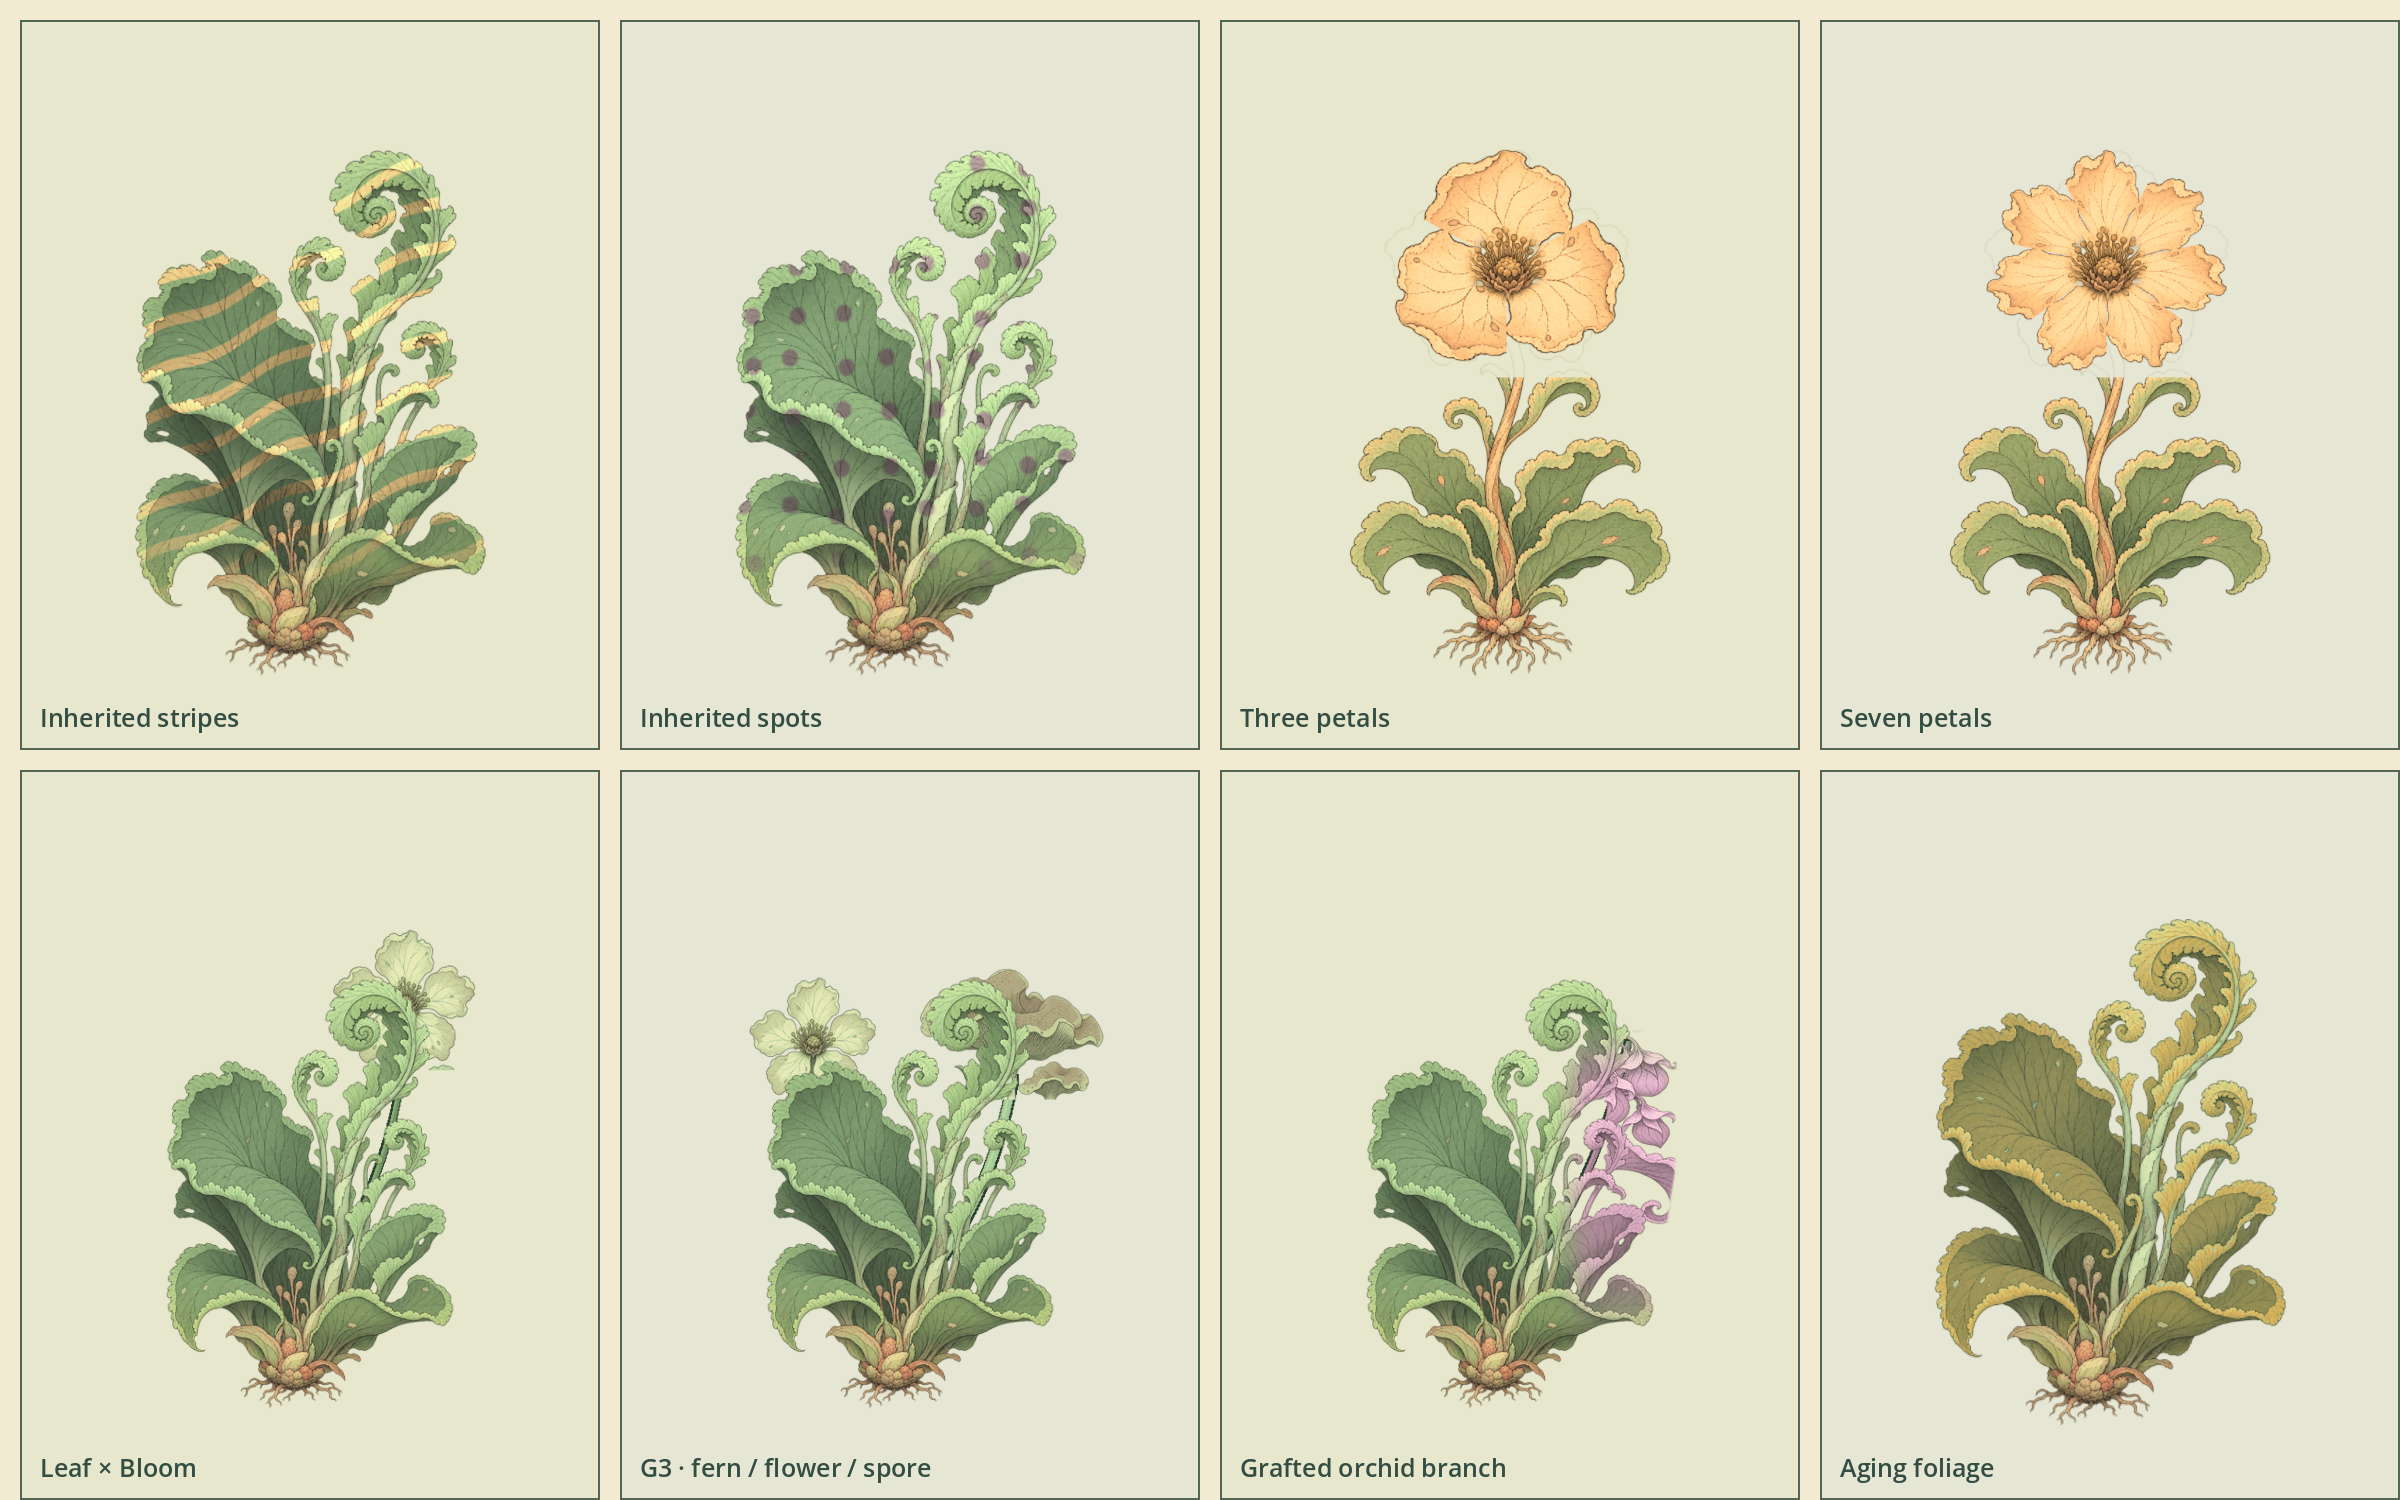 Inherited stripes
Inherited spots
Three petals
Seven petals
Leaf × Bloom
G3 · fern / flower / spore
Grafted orchid branch
Aging foliage